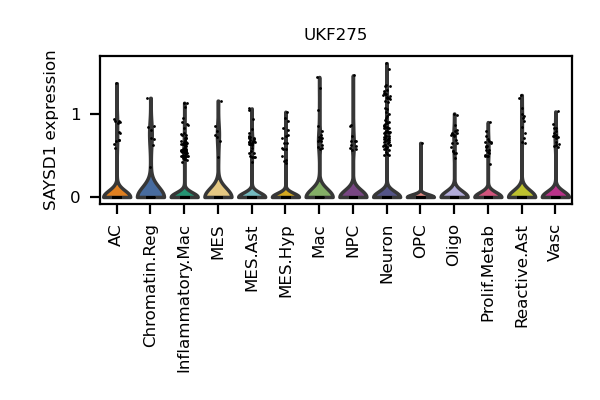 UKF275
SAYSD1 expression
1
0
AC
Chromatin.Reg
Inflammatory.Mac
MES
MES.Ast
MES.Hyp
Mac
NPC
Neuron
OPC
Oligo
Prolif.Metab
Reactive.Ast
Vasc